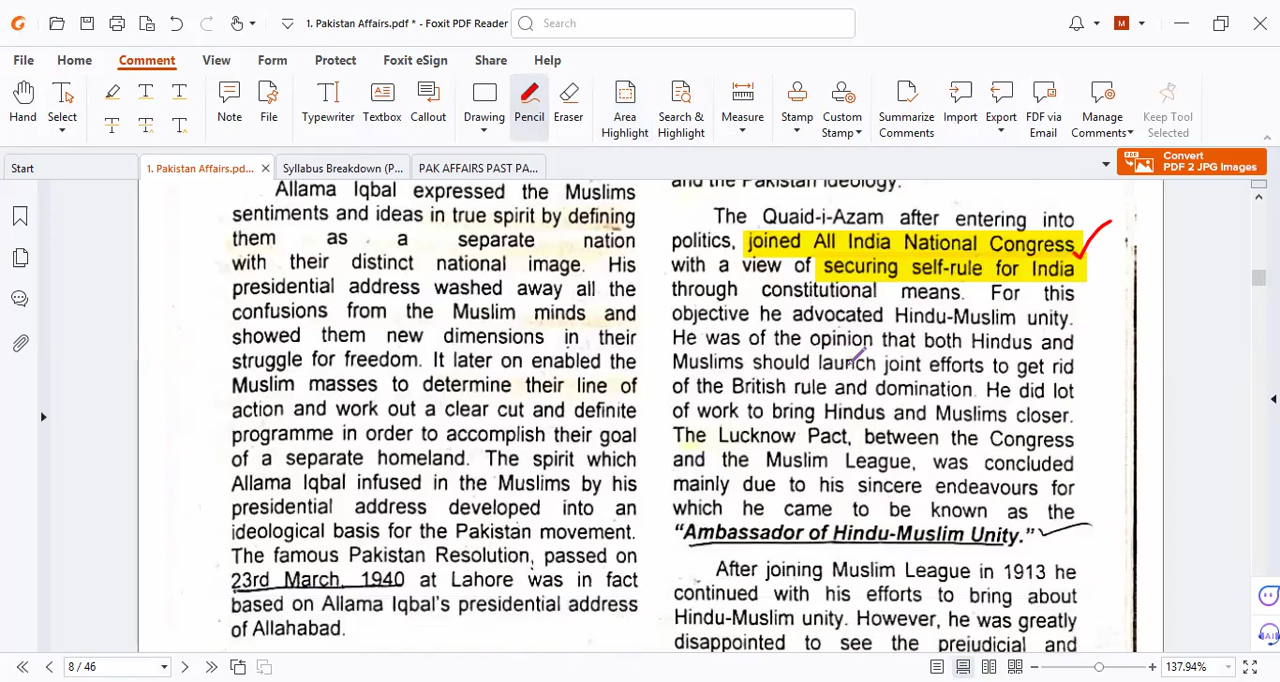 1. Pakistan Affairs.pdf * - Foxit PDF Reader
Search
M
File Home Comment View Form Protect Foxit eSign Share Help
Hand
Select
Note
File
Typewriter
Textbox
Callout
Drawing
Pencil
Eraser
Area Highlight
Search & Highlight
Measure
Stamp
Custom Stamp
Summarize Comments
Import
Export
FDF via Email
Manage Comments
Keep Tool Selected
Start
1. Pakistan Affairs.pd...
Syllabus Breakdown (P...
PAK AFFAIRS PAST PA...
Convert
PDF 2 JPG Images
Allama Iqbal expressed the Muslims
sentiments and ideas in true spirit by defining
them as a separate nation
with their distinct national image. His
presidential address washed away all the
confusions from the Muslim minds and
showed them new dimensions in their
struggle for freedom. It later on enabled the
Muslim masses to determine their line of
action and work out a clear cut and definite
programme in order to accomplish their goal
of a separate homeland. The spirit which
Allama Iqbal infused in the Muslims by his
presidential address developed into an
ideological basis for the Pakistan movement.
The famous Pakistan Resolution, passed on
23rd March, 1940 at Lahore was in fact
based on Allama Iqbal's presidential address
of Allahabad.
and the Pakistan ideology.
The Quaid-i-Azam after entering into
politics, joined All India National Congress
with a view of securing self-rule for India
through constitutional means. For this
objective he advocated Hindu-Muslim unity.
He was of the opinion that both Hindus and
Muslims should launch joint efforts to get rid
of the British rule and domination. He did lot
of work to bring Hindus and Muslims closer.
The Lucknow Pact, between the Congress
and the Muslim League, was concluded
mainly due to his sincere endeavours for
which he came to be known as the
"Ambassador of Hindu-Muslim Unity."
After joining Muslim League in 1913 he
continued with his efforts to bring about
Hindu-Muslim unity. However, he was greatly
disappointed to see the prejudicial and
8 / 46
137.94%